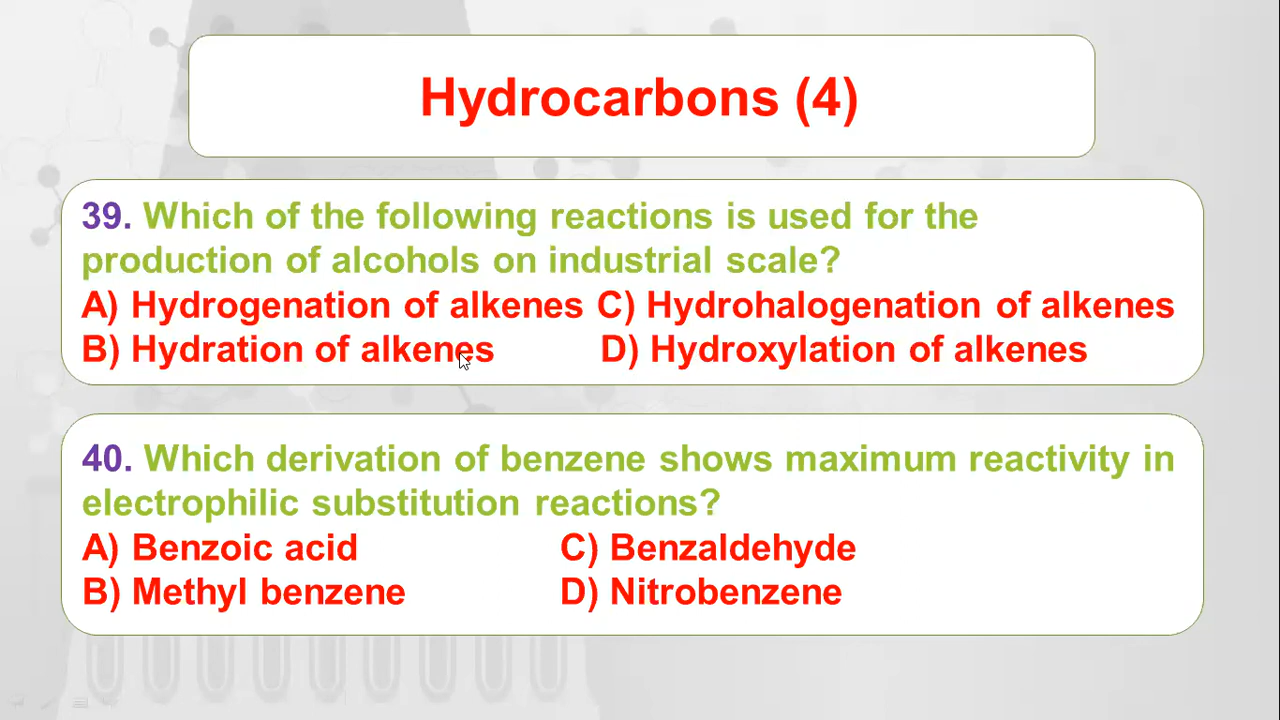 Hydrocarbons (4)
39. Which of the following reactions is used for the
production of alcohols on industrial scale?
A) Hydrogenation of alkenes C) Hydrohalogenation of alkenes
B) Hydration of alkenes D) Hydroxylation of alkenes
40. Which derivation of benzene shows maximum reactivity in
electrophilic substitution reactions?
A) Benzoic acid C) Benzaldehyde
B) Methyl benzene D) Nitrobenzene